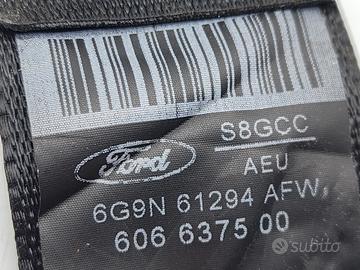 Ford
S8GCC
AEU
6G9N 61294 AFW
606 6375 00
subito